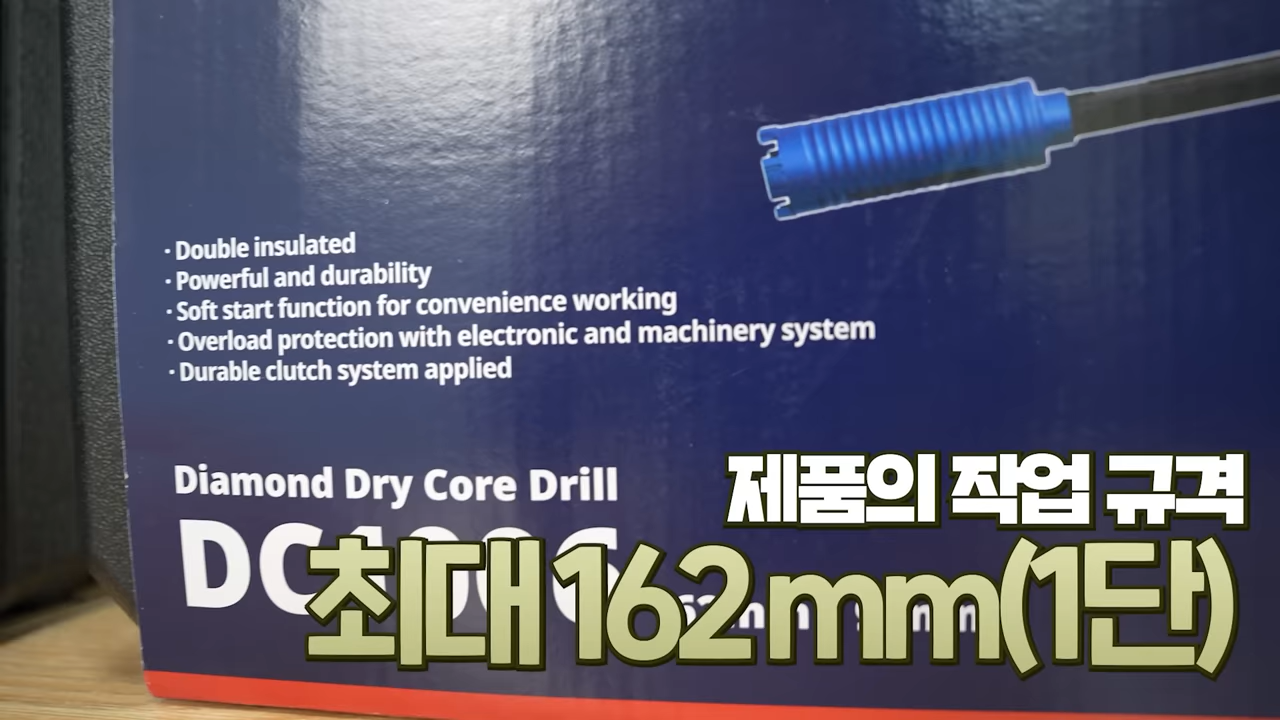 · Double insulated
· Powerful and durability
· Soft start function for convenience working
· Overload protection with electronic and machinery system
· Durable clutch system applied
Diamond Dry Core Drill
제품의 작업 규격
최대 162mm(1단)